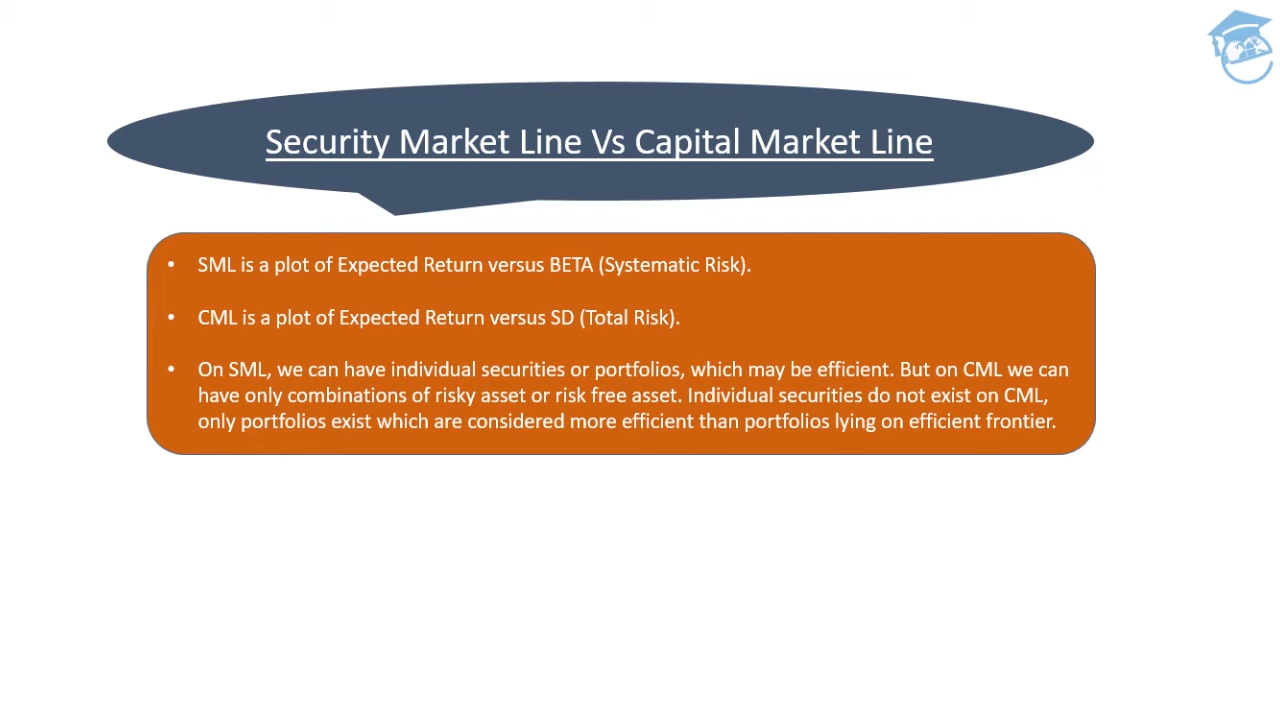 Security Market Line Vs Capital Market Line
• SML is a plot of Expected Return versus BETA (Systematic Risk).
• CML is a plot of Expected Return versus SD (Total Risk).
• On SML, we can have individual securities or portfolios, which may be efficient. But on CML we can
have only combinations of risky asset or risk free asset. Individual securities do not exist on CML,
only portfolios exist which are considered more efficient than portfolios lying on efficient frontier.